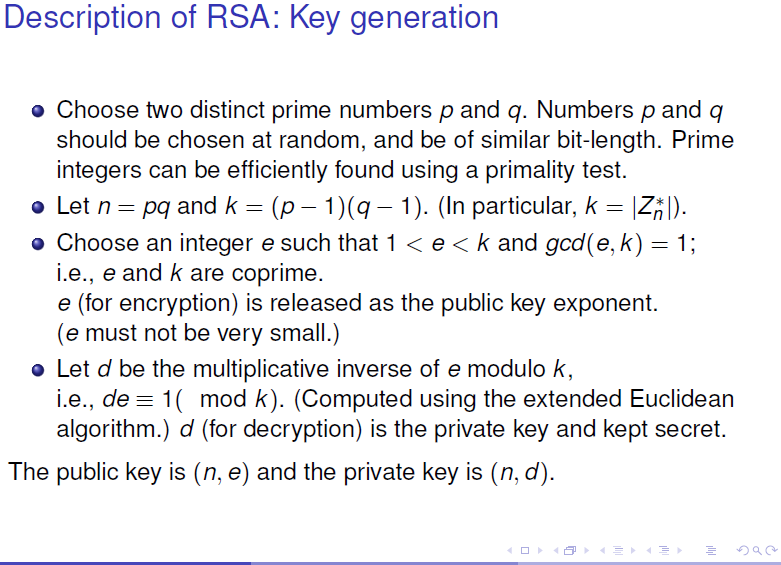 Description of RSA: Key generation
Choose two distinct prime numbers p and q. Numbers p and q
should be chosen at random, and be of similar bit-length. Prime
integers can be efficiently found using a primality test.
Let n = pq and k = (p − 1)(q − 1). (In particular, k = |Z*n|).
Choose an integer e such that 1 < e < k and gcd(e, k) = 1;
i.e., e and k are coprime.
e (for encryption) is released as the public key exponent.
(e must not be very small.)
Let d be the multiplicative inverse of e modulo k,
i.e., de ≡ 1( mod k). (Computed using the extended Euclidean
algorithm.) d (for decryption) is the private key and kept secret.
The public key is (n, e) and the private key is (n, d).